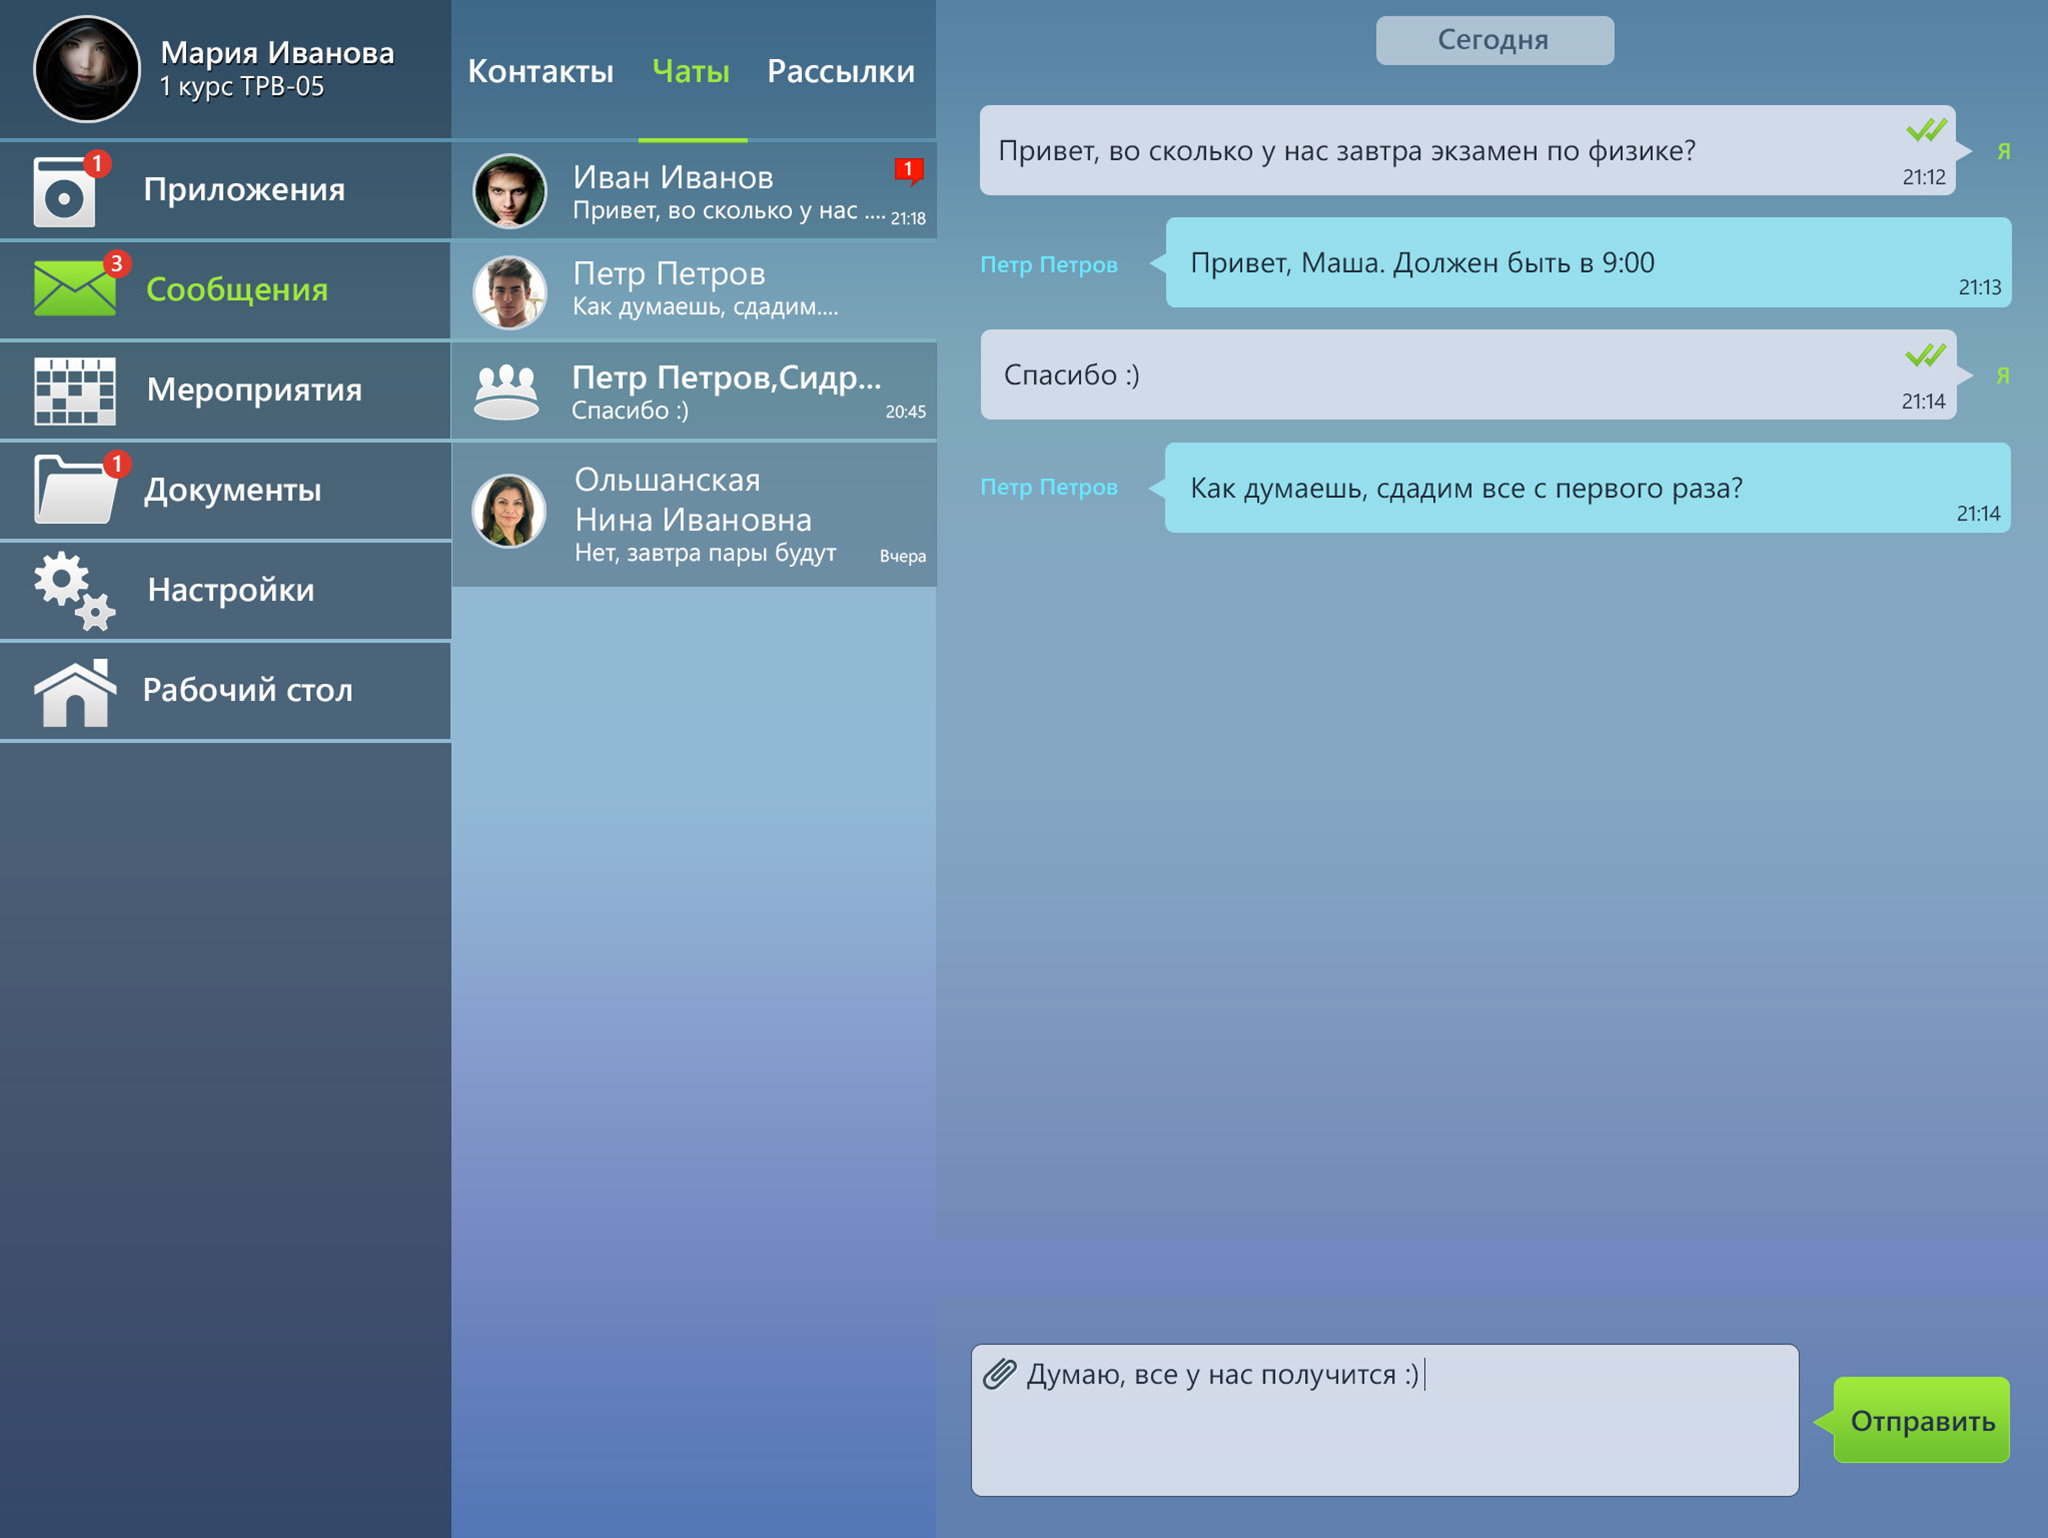 Мария Иванова
1 курс ТРВ-05
1
Приложения
3
Сообщения
Мероприятия
1
Документы
Настройки
Рабочий стол
Контакты Чаты Рассылки
Иван Иванов
1
Привет, во сколько у нас .... 21:18
Петр Петров
Как думаешь, сдадим....
Петр Петров,Сидр...
Спасибо :) 20:45
Ольшанская
Нина Ивановна
Нет, завтра пары будут Вчера
Сегодня
Привет, во сколько у нас завтра экзамен по физике?
21:12
Я
Петр Петров
Привет, Маша. Должен быть в 9:00
21:13
Спасибо :)
21:14
Я
Петр Петров
Как думаешь, сдадим все с первого раза?
21:14
Думаю, все у нас получится :)
Отправить